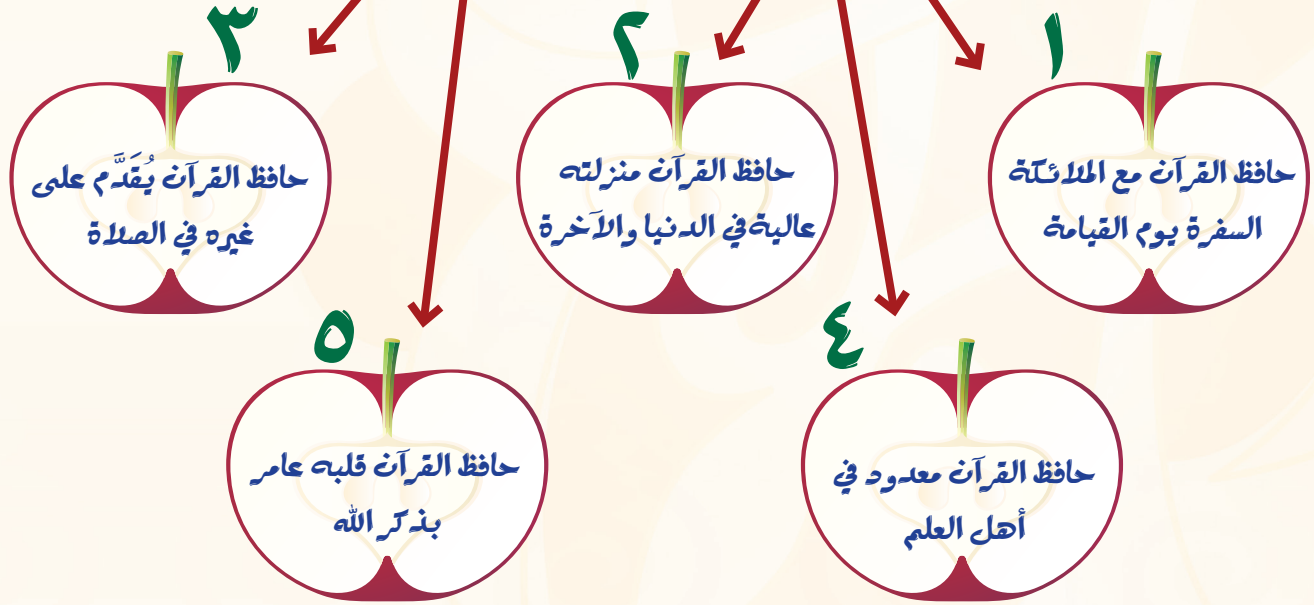 ١
حافظ القرآن مع الملائكة
السفرة يوم القيامة
٢
حافظ القرآن منزلته
عالية في الدنيا والآخرة
٣
حافظ القرآن يُقَدَّم على
غيره في الصلاة
٤
حافظ القرآن معدود في
أهل العلم
٥
حافظ القرآن قلبه عامر
بذكر الله